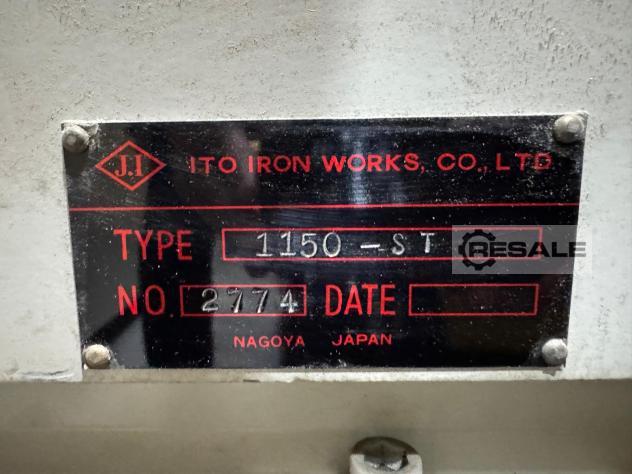 J.I ITO IRON WORKS, CO., LTD
TYPE 1150-ST
RESALE
NO. 2774 DATE
NAGOYA JAPAN